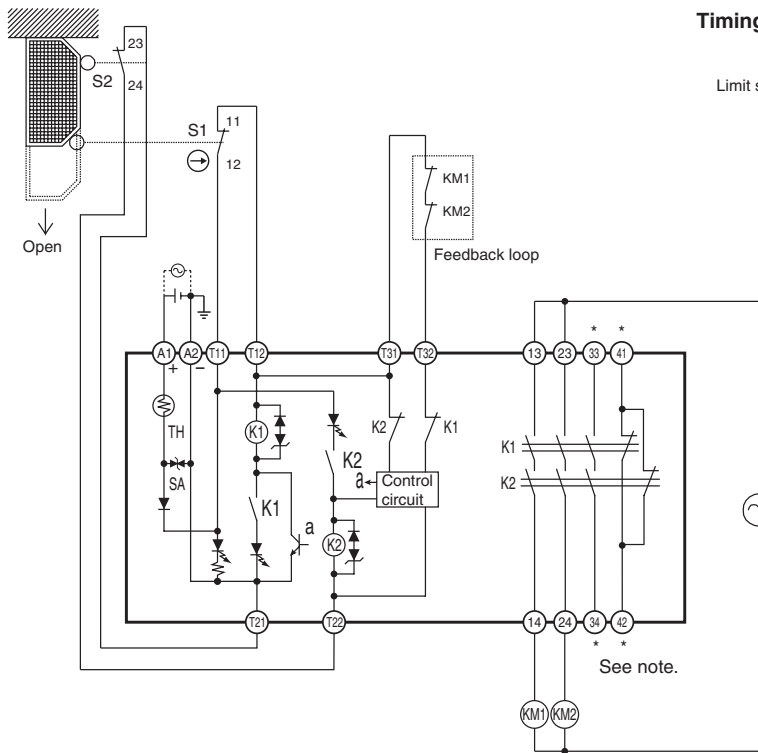 Timing
Limit s
23
S2
24
S1
11
12
KM1
KM2
Feedback loop
Open
A1
A2
T11
T12
T31
T32
13
23
33
41
*
*
+
−
TH
SA
K1
K1
a
K2
K2
K2
K1
a
Control
circuit
K1
K2
T21
T22
14
24
34
42
*
*
See note.
KM1
KM2